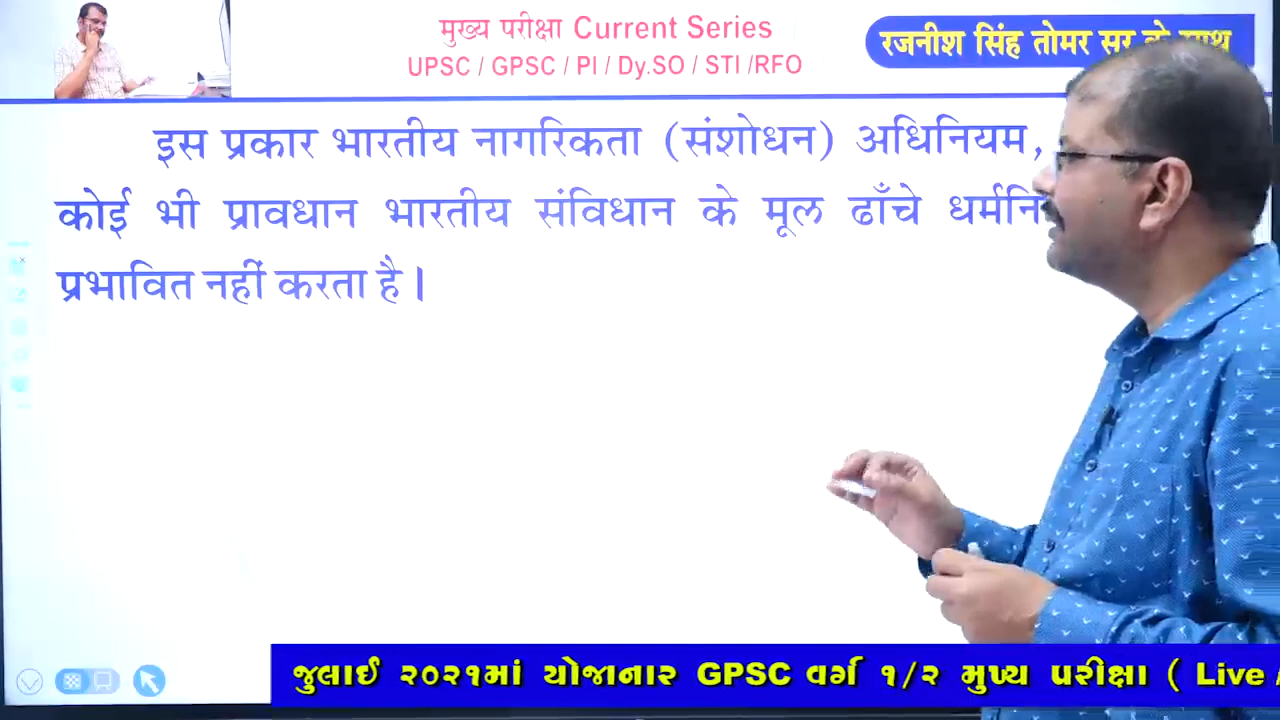 मुख्य परीक्षा Current Series
UPSC / GPSC / PI / Dy.SO / STI /RFO
रजनीश सिंह तोमर सर के साथ
इस प्रकार भारतीय नागरिकता (संशोधन) अधिनियम,
कोई भी प्रावधान भारतीय संविधान के मूल ढाँचे
प्रभावित नहीं करता है।
જુલાઈ ૨૦૨૧માં યોજાનાર GPSC વર્ગ ૧/૨ મુખ્ય પરીક્ષા ( Live